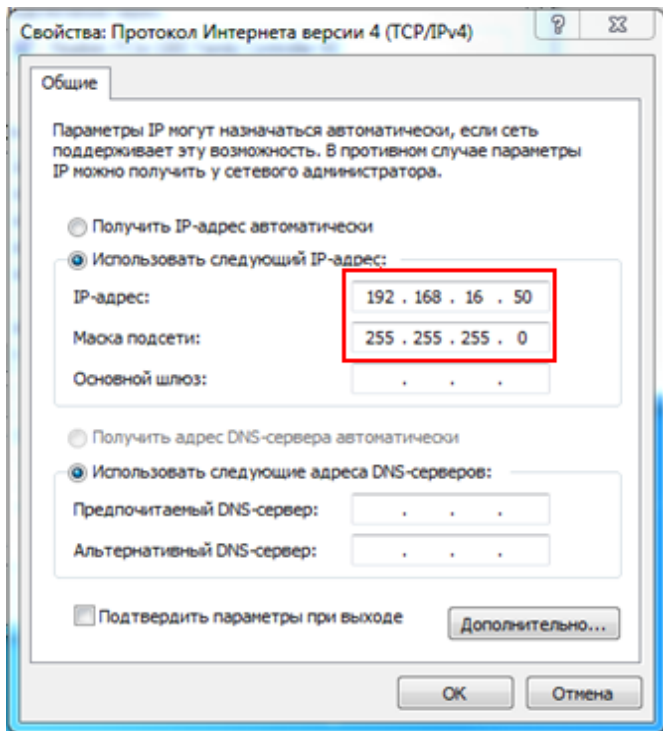 Свойства: Протокол Интернета версии 4 (TCP/IPv4)
Общие
Параметры IP могут назначаться автоматически, если сеть
поддерживает эту возможность. В противном случае параметры
IP можно получить у сетевого администратора.
Получить IP-адрес автоматически
Использовать следующий IP-адрес:
IP-адрес: 192 . 168 . 16 . 50
Маска подсети: 255 . 255 . 255 . 0
Основной шлюз: . . .
Получить адрес DNS-сервера автоматически
Использовать следующие адреса DNS-серверов:
Предпочитаемый DNS-сервер: . . .
Альтернативный DNS-сервер: . . .
Подтвердить параметры при выходе
Дополнительно...
ОК Отмена